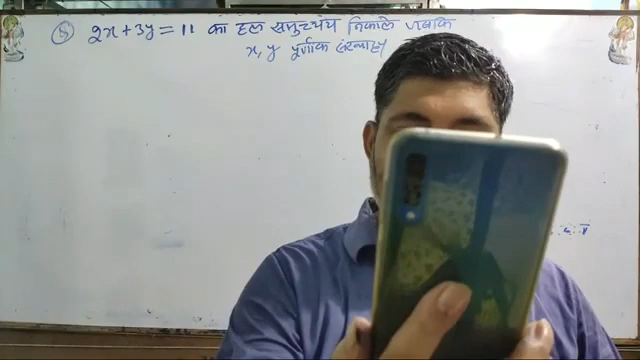 (5) 2x+3y=11 का हल समुच्चय निकाले जबकि
x, y पूर्णांक संख्याएँ